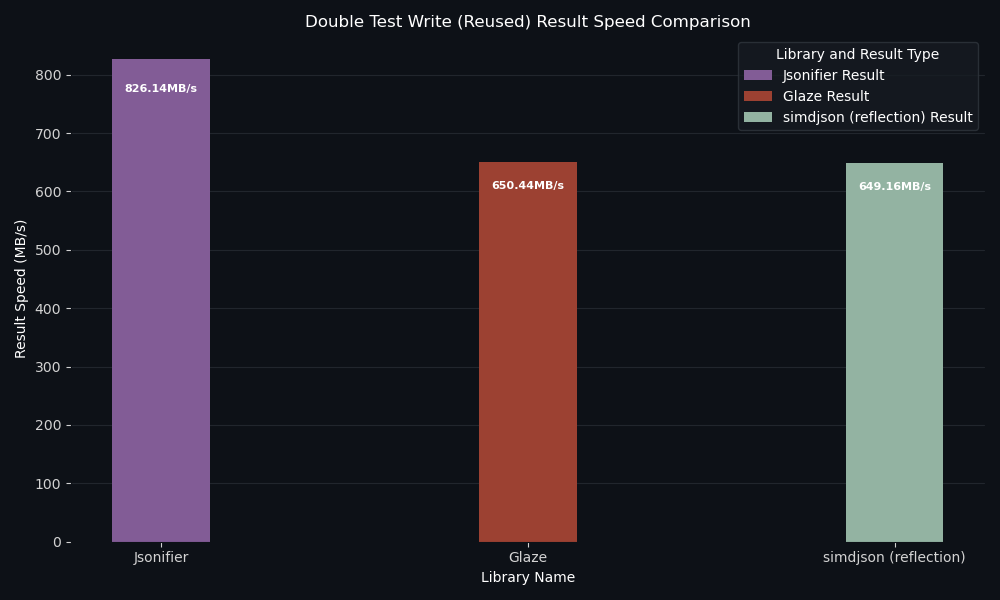 Double Test Write (Reused) Result Speed Comparison
Library and Result Type
Jsonifier Result
Glaze Result
simdjson (reflection) Result
826.14MB/s
650.44MB/s
649.16MB/s
Result Speed (MB/s)
800
700
600
500
400
300
200
100
0
Jsonifier
Glaze
simdjson (reflection)
Library Name